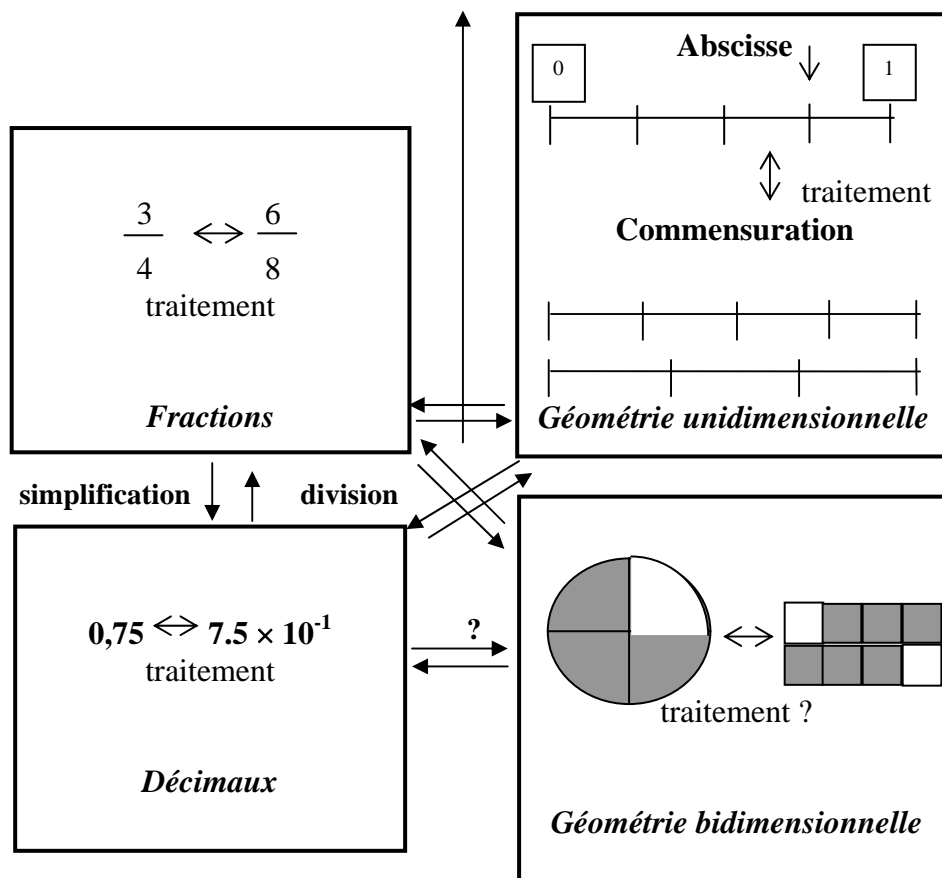 Abscisse
0 1
traitement
Commensuration
Géométrie unidimensionnelle
3 6
4 8
traitement
Fractions
simplification division
0,75 7.5 × 10⁻¹
traitement
Décimaux
?
traitement ?
Géométrie bidimensionnelle